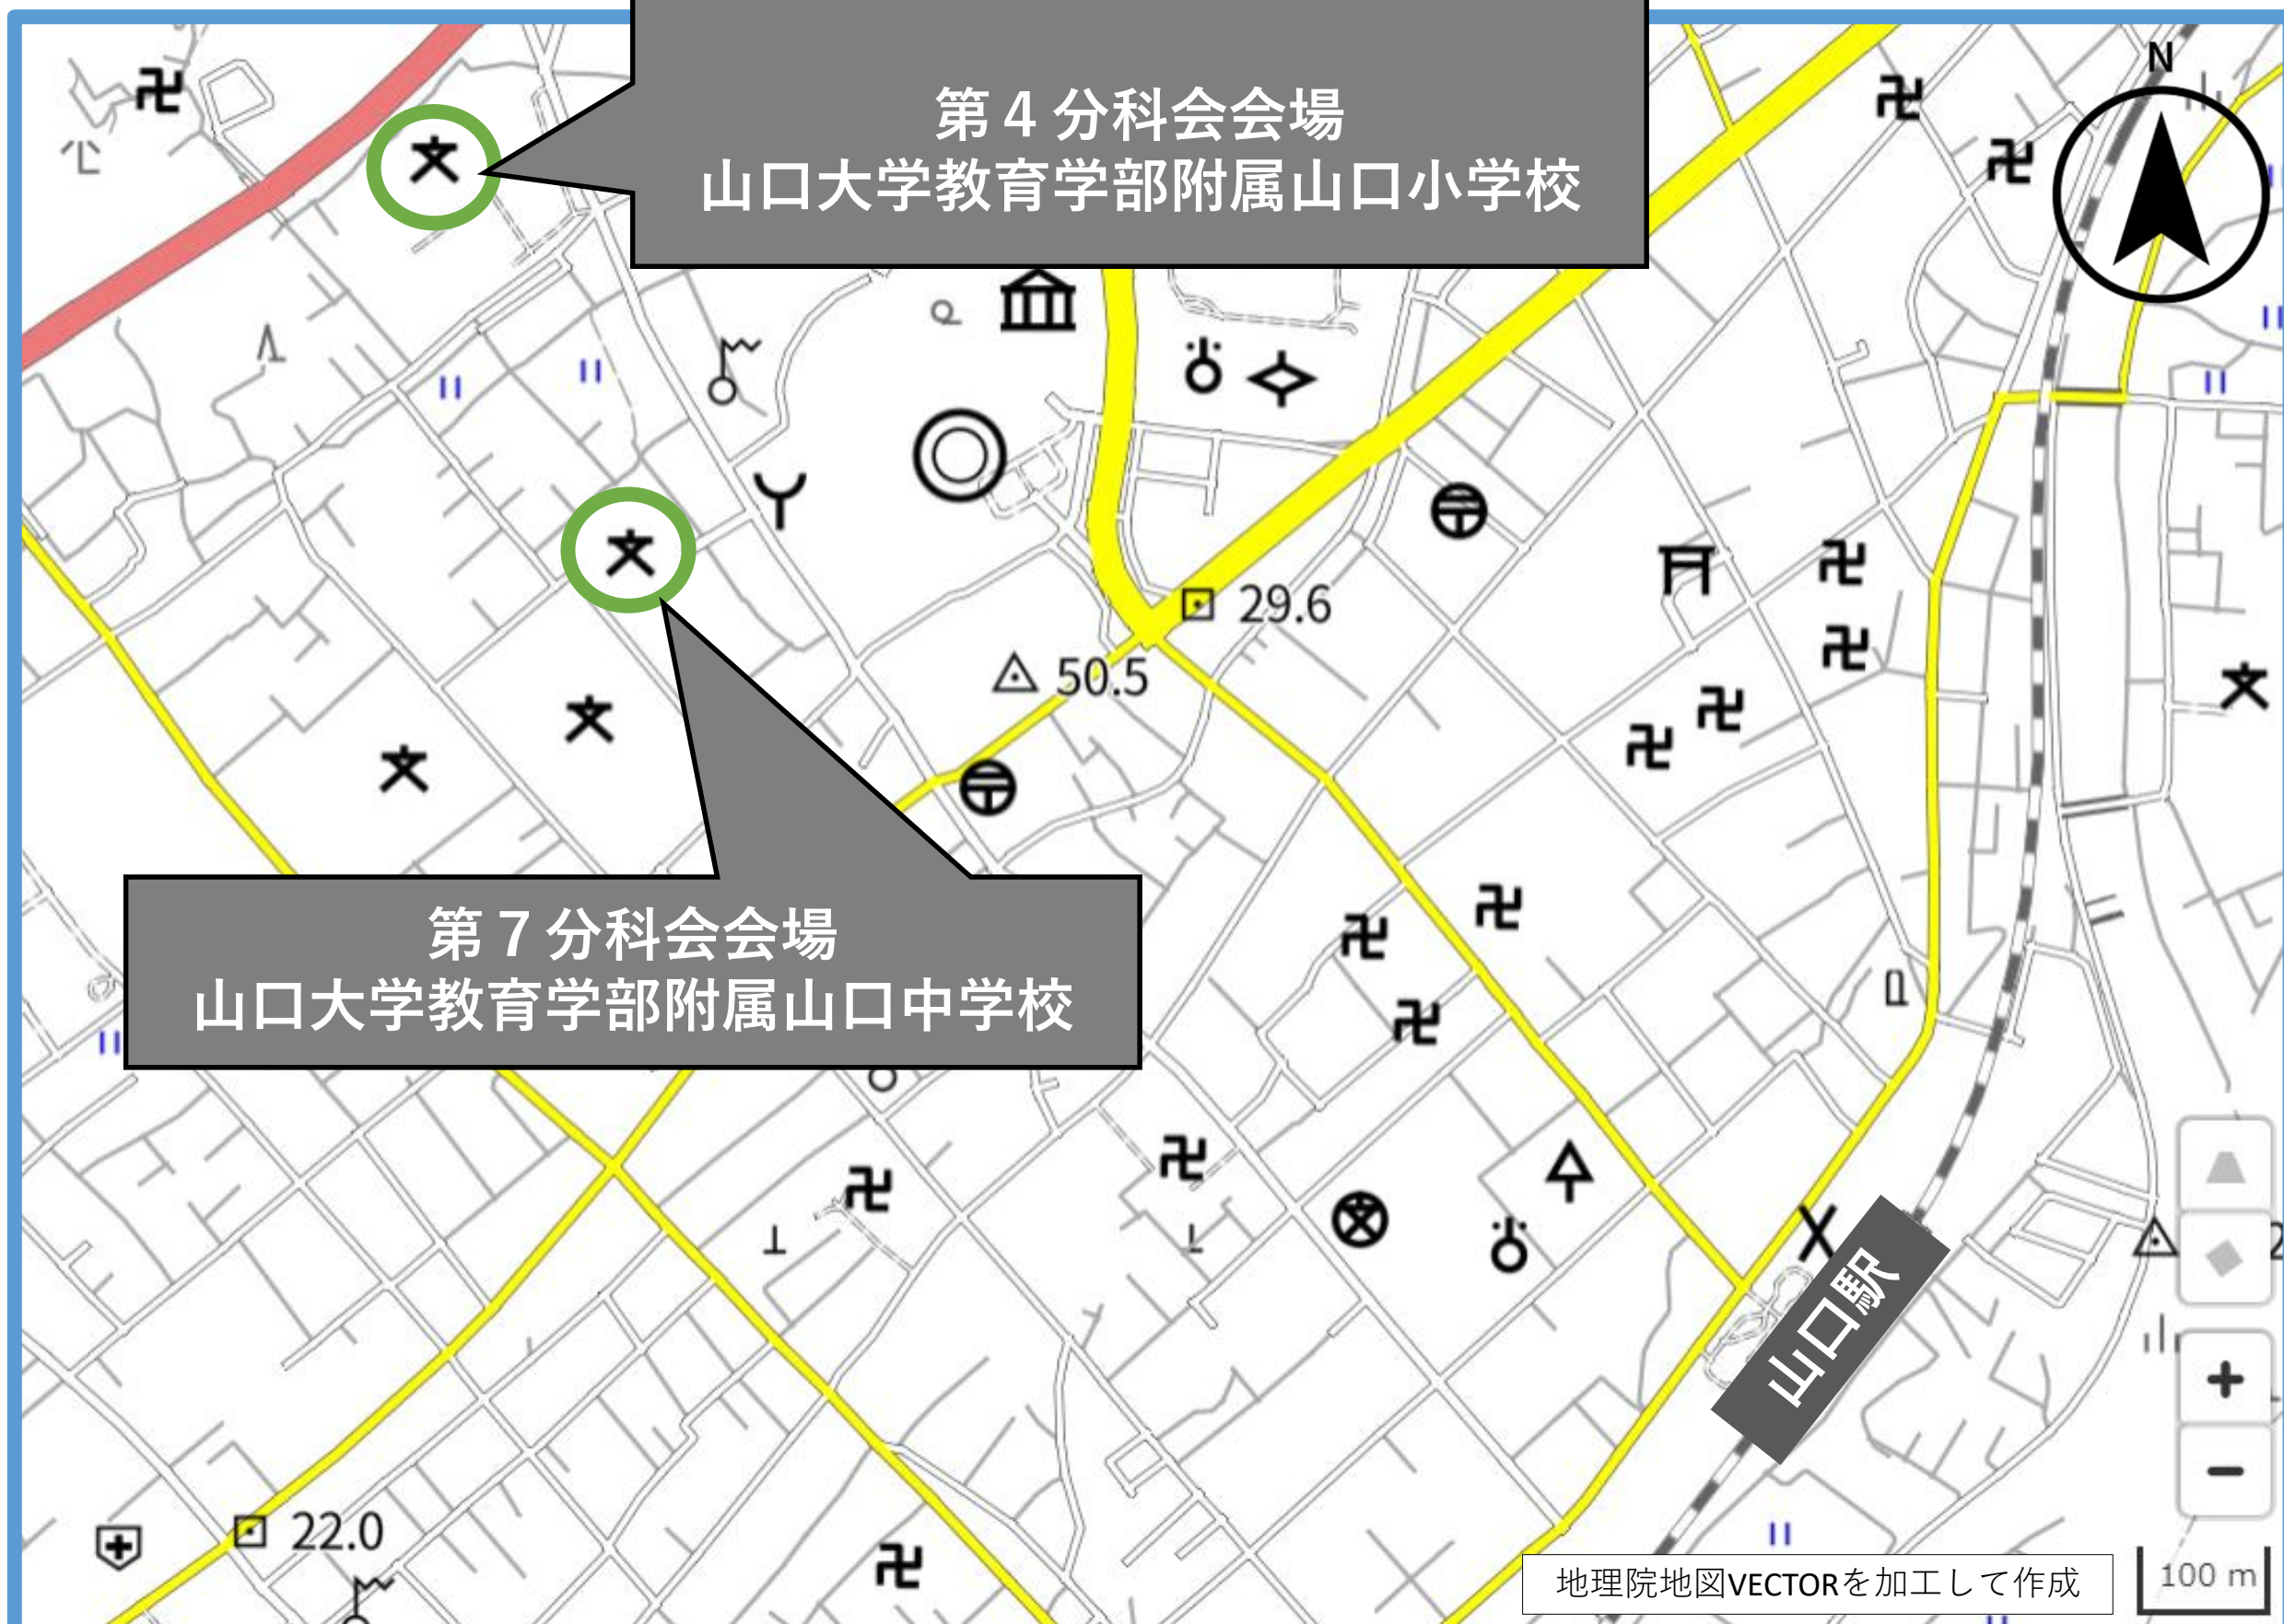 第４分科会会場
山口大学教育学部附属山口小学校
N
29.6
50.5
第７分科会会場
山口大学教育学部附属山口中学校
山口駅
22.0
地理院地図VECTORを加工して作成
100 m